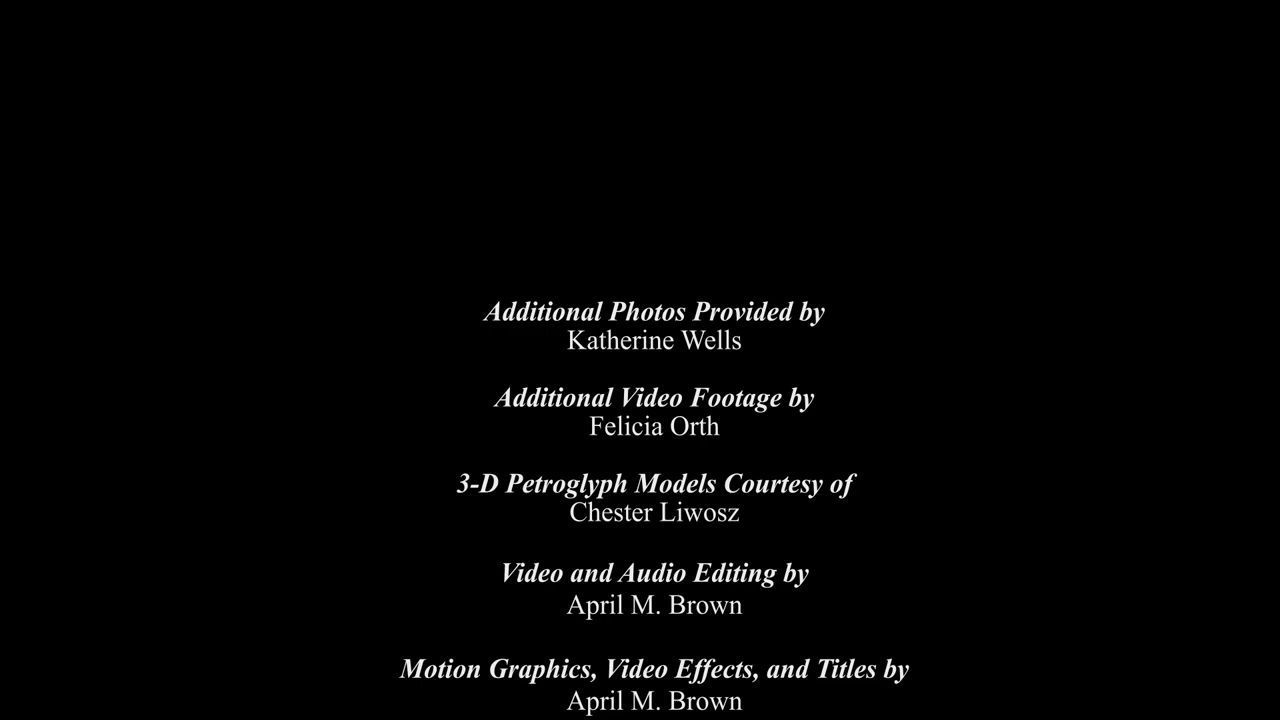 Additional Photos Provided by
Katherine Wells
Additional Video Footage by
Felicia Orth
3-D Petroglyph Models Courtesy of
Chester Liwosz
Video and Audio Editing by
April M. Brown
Motion Graphics, Video Effects, and Titles by
April M. Brown